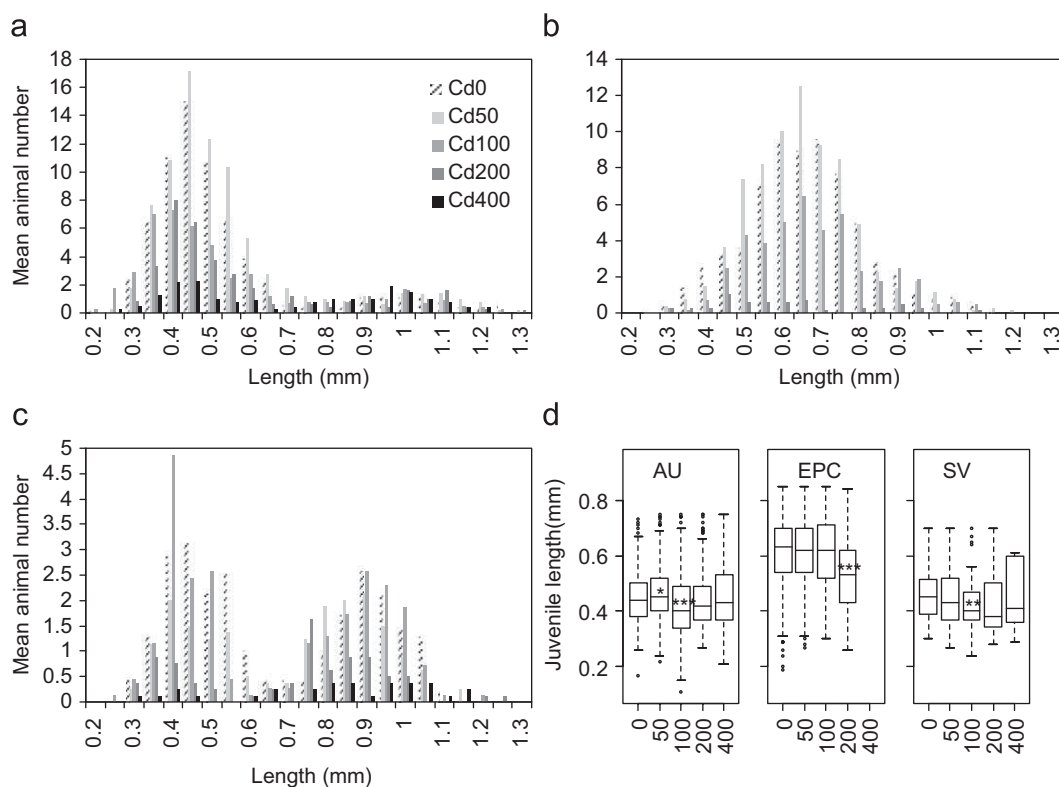 a
18
16
14
12
10
8
6
4
2
0
Mean animal number
Cd0
Cd50
Cd100
Cd200
Cd400
0.2 0.3 0.4 0.5 0.6 0.7 0.8 0.9 1 1.1 1.2 1.3
Length (mm)
b
14
12
10
8
6
4
2
0
0.2 0.3 0.4 0.5 0.6 0.7 0.8 0.9 1 1.1 1.2 1.3
Length (mm)
c
5
4.5
4
3.5
3
2.5
2
1.5
1
0.5
0
Mean animal number
0.2 0.3 0.4 0.5 0.6 0.7 0.8 0.9 1 1.1 1.2 1.3
Length (mm)
d
Juvenile length(mm)
0.8
0.6
0.4
0.2
AU
* ***
0 50 100 200 400
EPC
***
0 50 100 200 400
SV
**
0 50 100 200 400